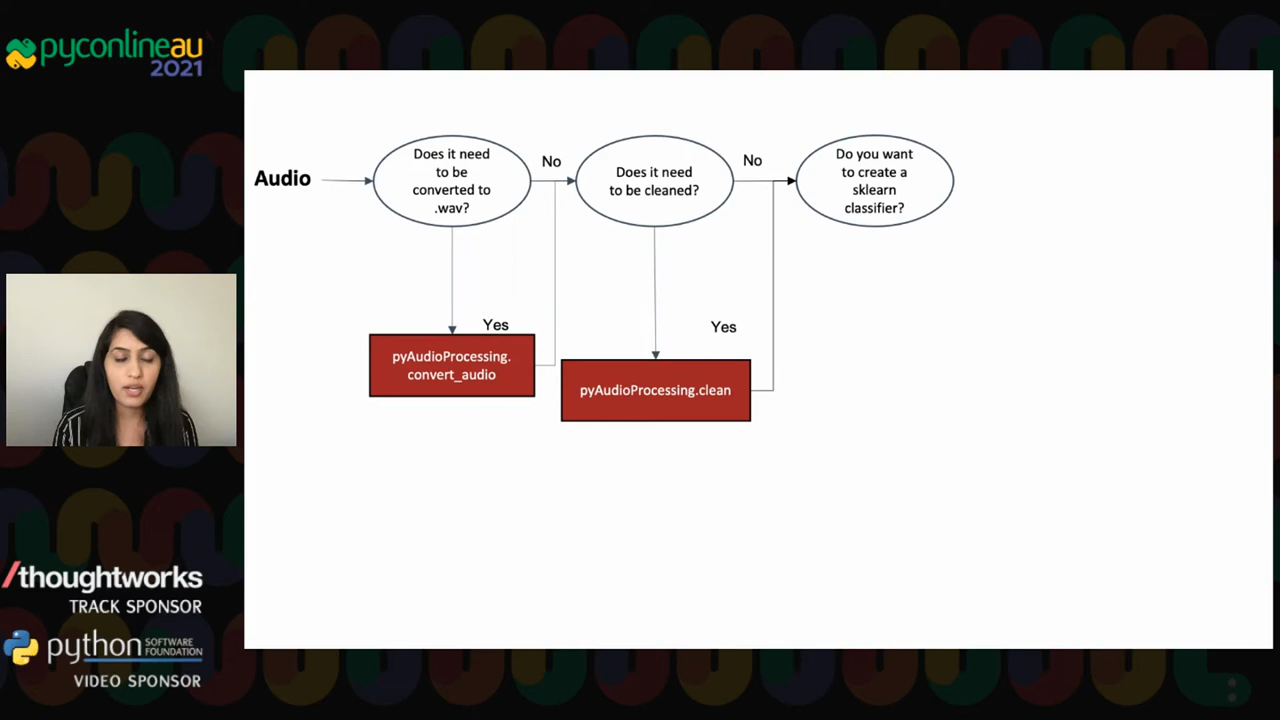 pyconlineau
2021
Audio
Does it need
to be
converted to
.wav?
No
Does it need
to be cleaned?
No
Do you want
to create a
sklearn
classifier?
Yes
pyAudioProcessing.
convert_audio
Yes
pyAudioProcessing.clean
/thoughtworks
TRACK SPONSOR
python SOFTWARE
FOUNDATION
VIDEO SPONSOR